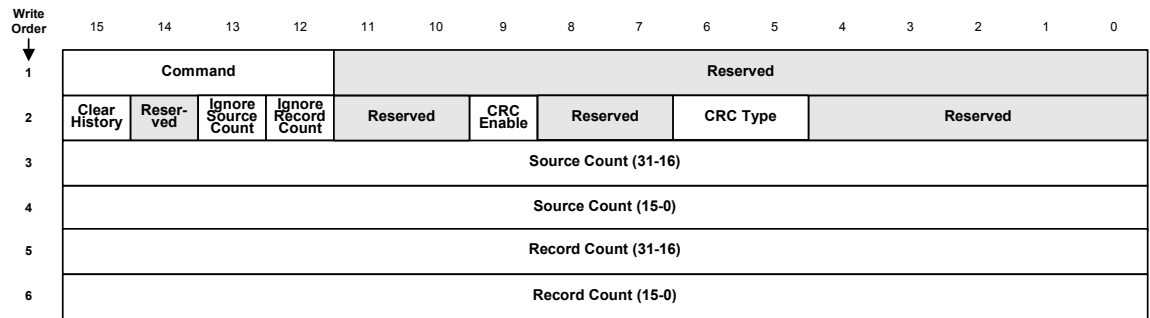 Write
Order
15 14 13 12 11 10 9 8 7 6 5 4 3 2 1 0
1 Command Reserved
2 Clear History Reser-ved Ignore Source Count Ignore Record Count Reserved CRC Enable Reserved CRC Type Reserved
3 Source Count (31-16)
4 Source Count (15-0)
5 Record Count (31-16)
6 Record Count (15-0)